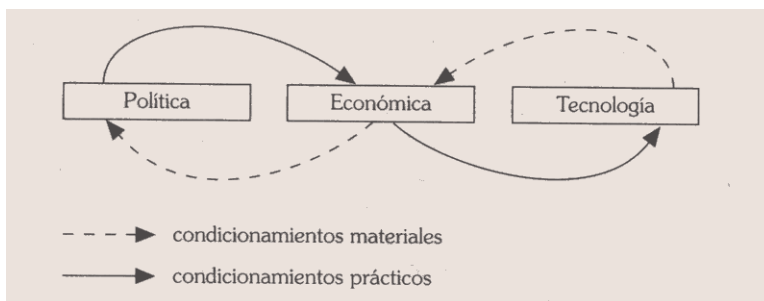 Política
Económica
Tecnología
condicionamientos materiales
condicionamientos prácticos